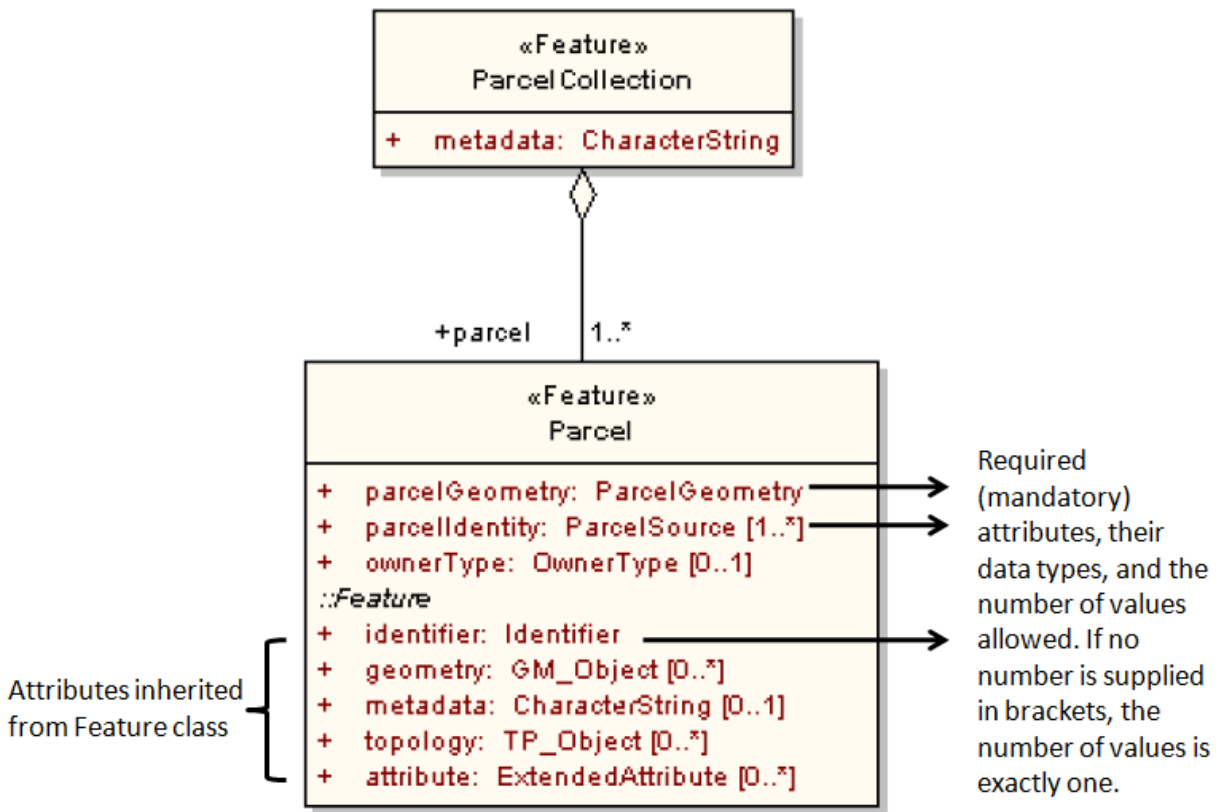 «Feature»
ParcelCollection
+ metadata: CharacterString
+parcel 1..*
«Feature»
Parcel
+ parcelGeometry: ParcelGeometry
+ parcelIdentity: ParcelSource [1..*]
+ ownerType: OwnerType [0..1]
::Feature
+ identifier: Identifier
+ geometry: GM_Object [0..*]
+ metadata: CharacterString [0..1]
+ topology: TP_Object [0..*]
+ attribute: ExtendedAttribute [0..*]
Attributes inherited
from Feature class
Required
(mandatory)
attributes, their
data types, and the
number of values
allowed. If no
number is supplied
in brackets, the
number of values is
exactly one.